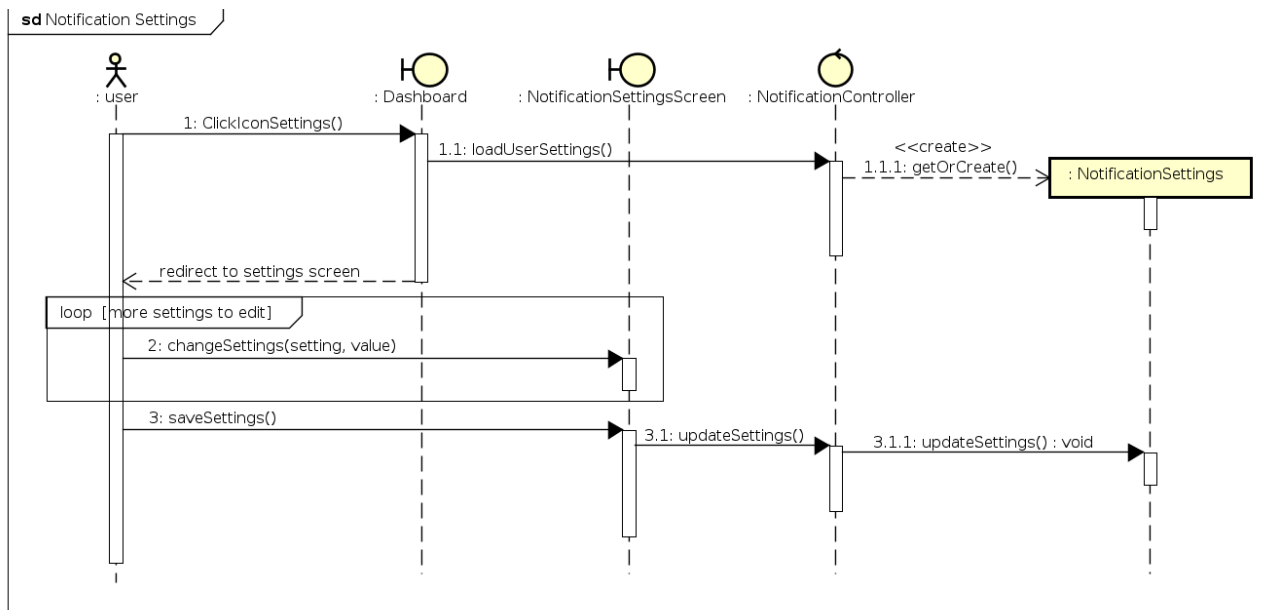 sd Notification Settings
: user
: Dashboard
: NotificationSettingsScreen
: NotificationController
1: ClickIconSettings()
1.1: loadUserSettings()
<<create>>
1.1.1: getOrCreate()
: NotificationSettings
redirect to settings screen
loop [more settings to edit]
2: changeSettings(setting, value)
3: saveSettings()
3.1: updateSettings()
3.1.1: updateSettings() : void